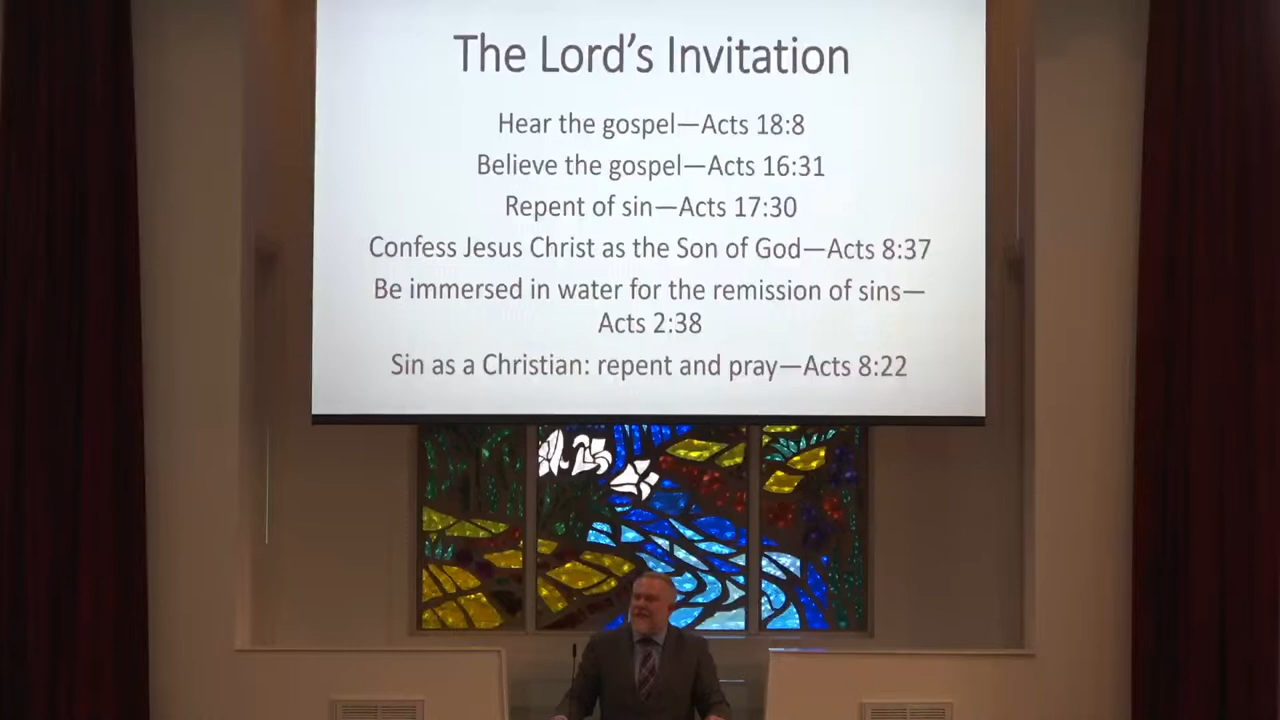 The Lord's Invitation
Hear the gospel—Acts 18:8
Believe the gospel—Acts 16:31
Repent of sin—Acts 17:30
Confess Jesus Christ as the Son of God—Acts 8:37
Be immersed in water for the remission of sins—
Acts 2:38
Sin as a Christian: repent and pray—Acts 8:22